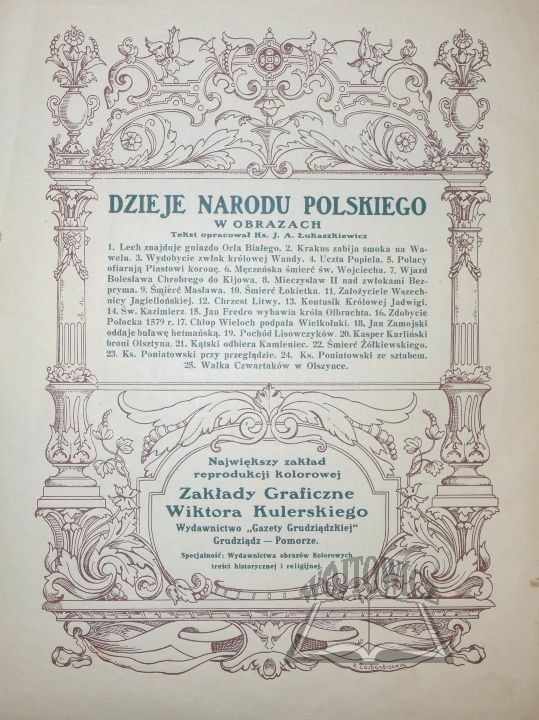 DZIEJE NARODU POLSKIEGO
W OBRAZACH
Tekst opracował Ks. J. A. Łukaszkiewicz
1. Lech znajduje gniazdo Orła Białego. 2. Krakus zabija smoka na Wa-
welu. 3. Wydobycie zwłok królowej Wandy. 4. Uczta Popiela. 5. Polacy
ofiarują Piastowi koronę. 6. Męczeńska śmierć św. Wojciecha. 7. Wjazd
Bolesława Chrobrego do Kijowa. 8. Mieczysław II nad zwłokami Bez-
pryma. 9. Śmierć Masława. 10. Śmierć Łokietka. 11. Założyciele Wszech-
nicy Jagiellońskiej. 12. Chrzest Litwy. 13. Kontusik Królowej Jadwigi.
14. Św. Kazimierz. 15. Jan Fredro wybawia króla Olbrachta. 16. Zdobycie
Połocka 1579 r. 17. Chłop Wieloch podpala Wielkołuki. 18. Jan Zamojski
oddaje buławę hetmańską. 19. Pochód Lisowczyków. 20. Kasper Karliński
broni Olsztyna. 21. Kątski odbiera Kamieniec. 22. Śmierć Żółkiewskiego.
23. Ks. Poniatowski przy przeglądzie. 24. Ks. Poniatowski ze sztabem.
25. Walka Czwartaków w Olszynce.
Największy zakład
reprodukcji kolorowej
Zakłady Graficzne
Wiktora Kulerskiego
Wydawnictwo „Gazety Grudziądzkiej"
Grudziądz — Pomorze.
Specjalność: Wydawnictwa obrazów Kolorowych
treści historycznej i religijnej.
WÓJTOWICZ